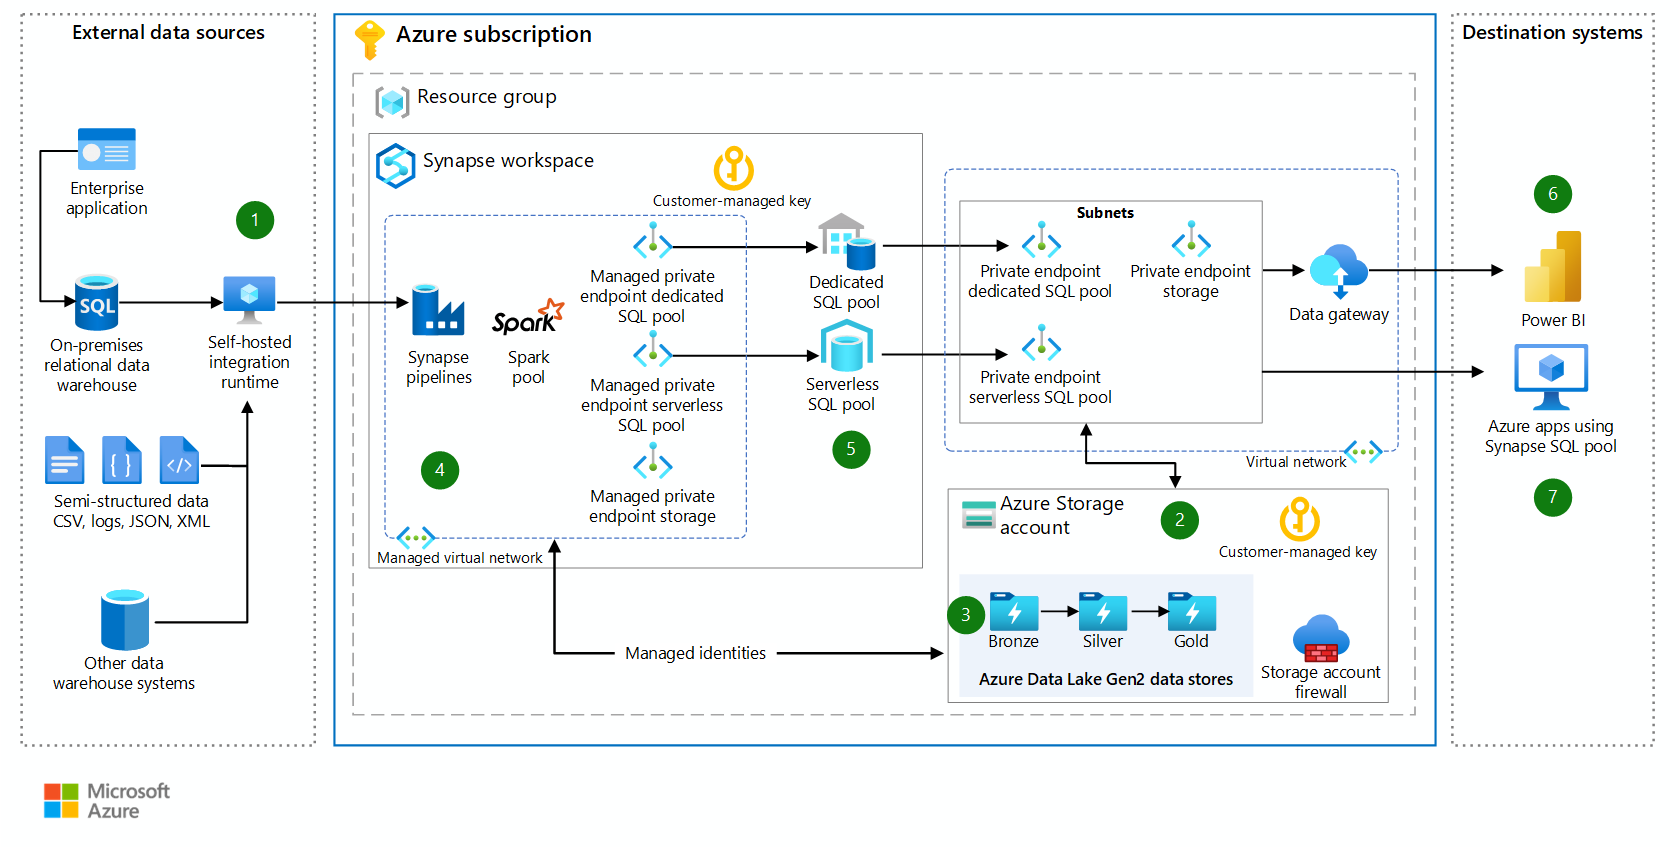 External data sources
Enterprise
application
1
SQL
On-premises
relational data
warehouse
Self-hosted
integration
runtime
Semi-structured data
CSV, logs, JSON, XML
Other data
warehouse systems
Azure subscription
Resource group
Synapse workspace
Customer-managed key
Synapse
pipelines
Spark
Spark
pool
Managed private
endpoint dedicated
SQL pool
Managed private
endpoint serverless
SQL pool
Managed private
endpoint storage
4
Managed virtual network
Dedicated
SQL pool
Serverless
SQL pool
5
Subnets
Private endpoint
dedicated SQL pool
Private endpoint
storage
Private endpoint
serverless SQL pool
Data gateway
Virtual network
Azure Storage
account
2
Customer-managed key
3
Bronze
Silver
Gold
Azure Data Lake Gen2 data stores
Storage account
firewall
Managed identities
Destination systems
6
Power BI
Azure apps using
Synapse SQL pool
7
Microsoft
Azure